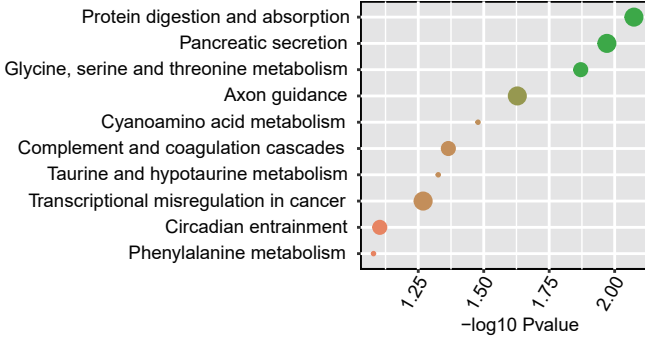 Protein digestion and absorption
Pancreatic secretion
Glycine, serine and threonine metabolism
Axon guidance
Cyanoamino acid metabolism
Complement and coagulation cascades
Taurine and hypotaurine metabolism
Transcriptional misregulation in cancer
Circadian entrainment
Phenylalanine metabolism
1.25 1.50 1.75 2.00
−log10 Pvalue